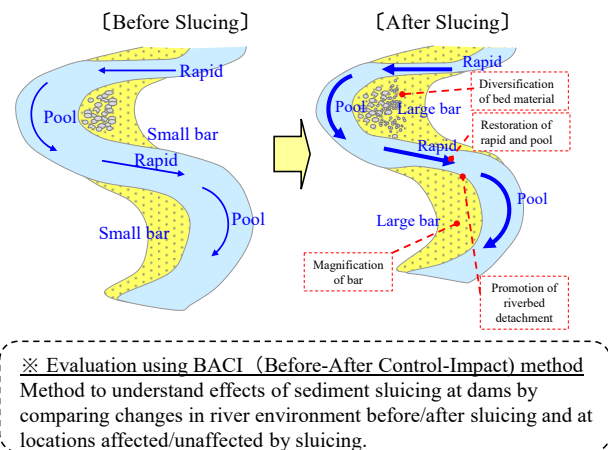 〔Before Slucing〕
〔After Slucing〕
Rapid
Pool
Small bar
Rapid
Pool
Small bar
Rapid
Pool
Large bar
Rapid
Pool
Large bar
Diversification
of bed material
Restoration of
rapid and pool
Magnification
of bar
Promotion of
riverbed
detachment
※ Evaluation using BACI（Before-After Control-Impact) method
Method to understand effects of sediment sluicing at dams by
comparing changes in river environment before/after sluicing and at
locations affected/unaffected by sluicing.